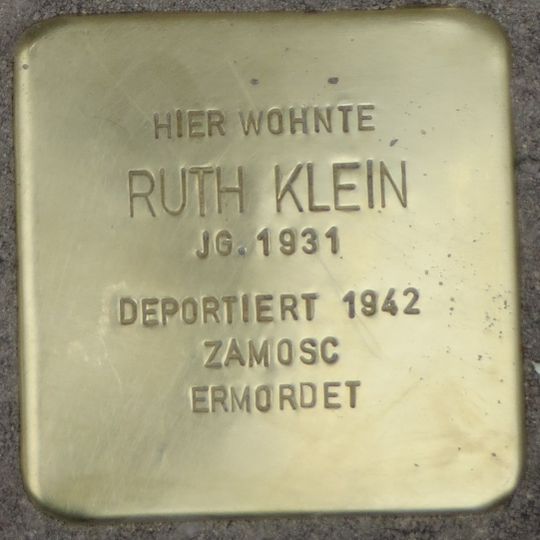 HIER WOHNTE
RUTH KLEIN
JG. 1931
DEPORTIERT 1942
ZAMOSC
ERMORDET